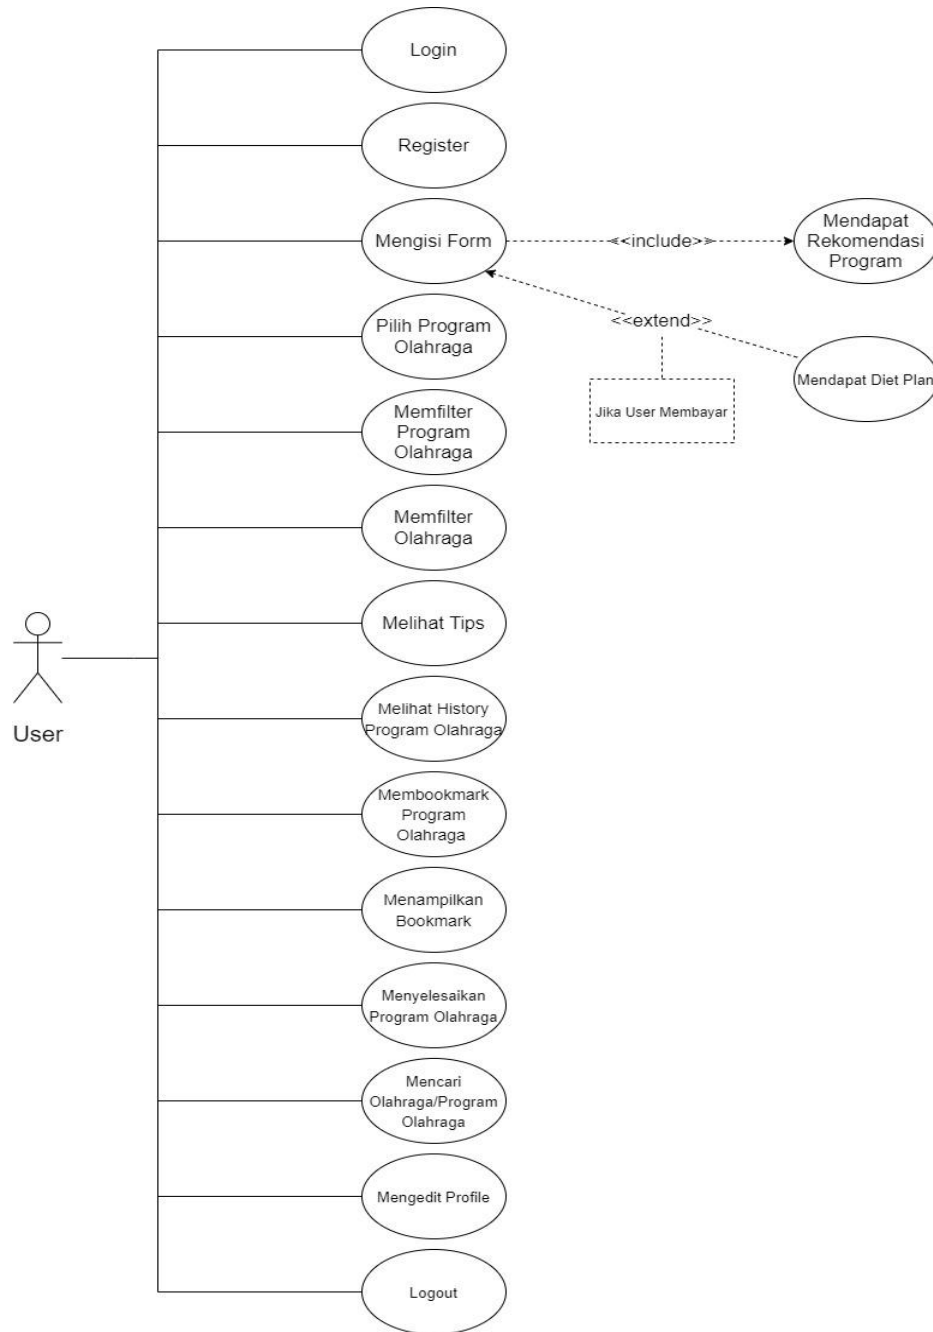 Login
Register
Mengisi Form
<<include>>
Mendapat
Rekomendasi
Program
Pilih Program
Olahraga
<<extend>>
Mendapat Diet Plan
Jika User Membayar
Memfilter
Program
Olahraga
Memfilter
Olahraga
Melihat Tips
User
Melihat History
Program Olahraga
Membookmark
Program
Olahraga
Menampilkan
Bookmark
Menyelesaikan
Program Olahraga
Mencari
Olahraga/Program
Olahraga
Mengedit Profile
Logout